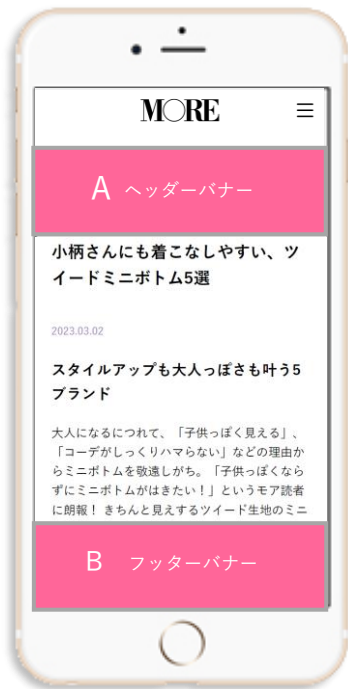 MORE
A ヘッダーバナー
小柄さんにも着こなしやすい、ツ
イードミニボトム5選
2023.03.02
スタイルアップも大人っぽさも叶う5
ブランド
大人になるにつれて、「子供っぽく見える」、
「コーデがしっくりハマらない」などの理由か
らミニボトムを敬遠しがち。「子供っぽくなら
ずにミニボトムがはきたい！」というモア読者
に朗報！ きちんと見えするツイード生地のミニ
B フッターバナー